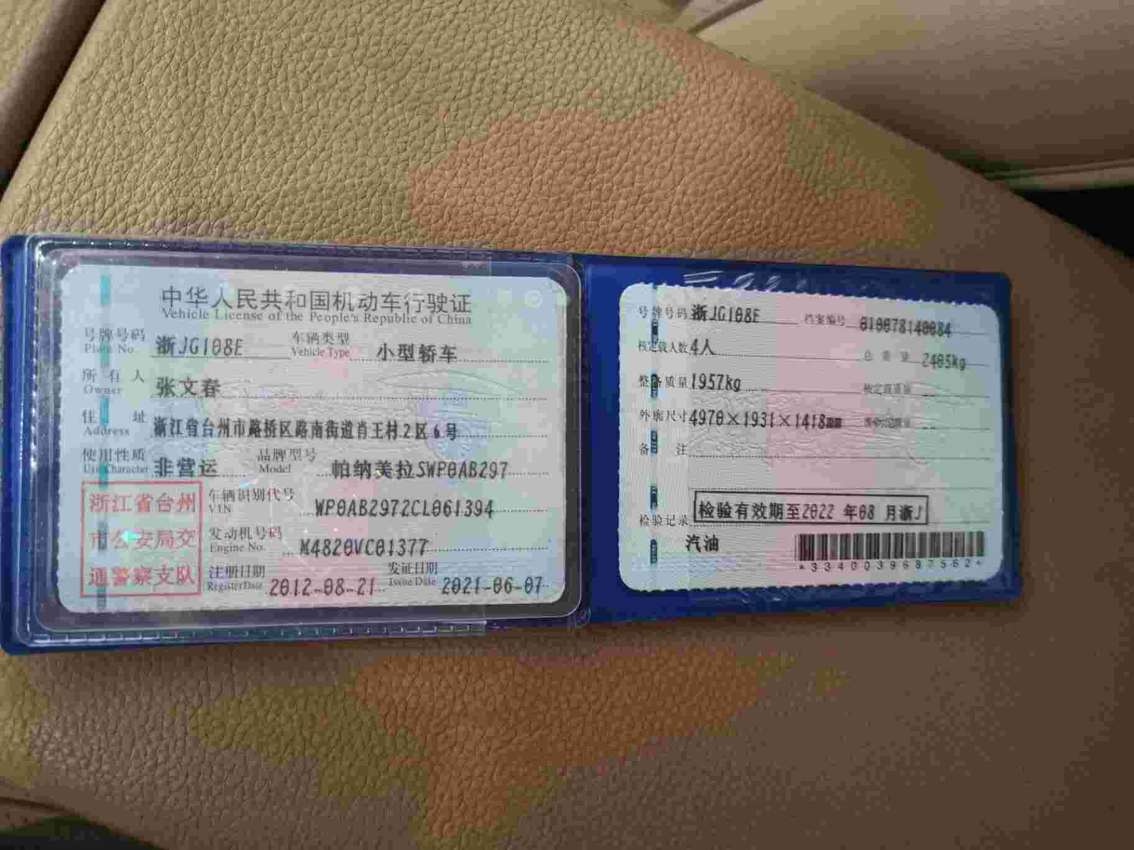 中华人民共和国机动车行驶证
Vehicle License of the People's Republic of China
号牌号码 Plate No. 浙JG108E 车辆类型 Vehicle Type 小型轿车
所有人 Owner 张文春
住址 Address 浙江省台州市路桥区路南街道肖王村2区6号
使用性质 Use Character 非营运 品牌型号 Model 帕纳美拉SWP0AB297
浙江省台州
市公安局交
通警察支队
车辆识别代号 VIN WP0AB2972CL061394
发动机号码 Engine No. M4820VC01377
注册日期 Register Date 2012-08-21 发证日期 Issue Date 2021-06-07
号牌号码 浙JG108E 档案编号 010078140084
核定载人数 4人 总质量 2405kg
整备质量 1957kg 核定载质量
外廓尺寸 4970×1931×1418mm
备注
检验记录 检验有效期至2022年08月浙J
汽油
*3340039687562*